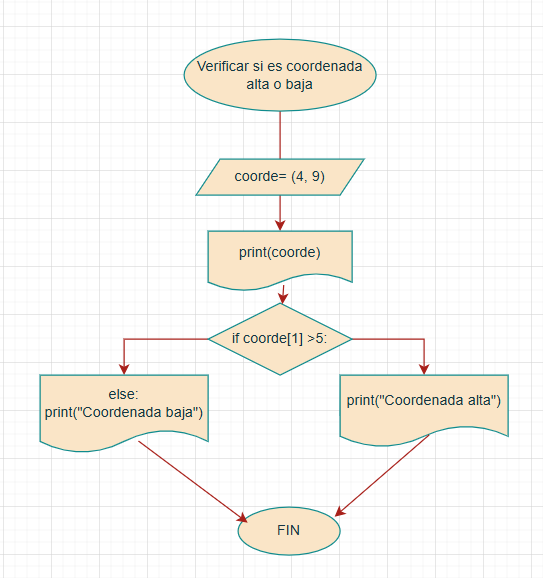 Verificar si es coordenada
alta o baja
coorde= (4, 9)
print(coorde)
if coorde[1] >5:
else:
print("Coordenada baja")
print("Coordenada alta")
FIN